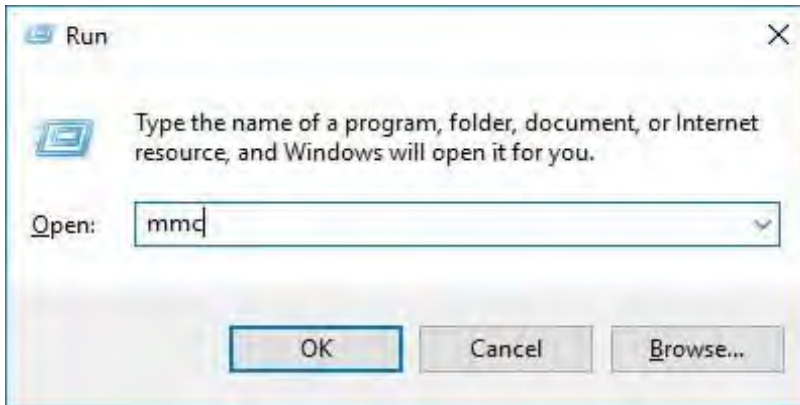 Run
Type the name of a program, folder, document, or Internet
resource, and Windows will open it for you.
Open: mmc
OK Cancel Browse...